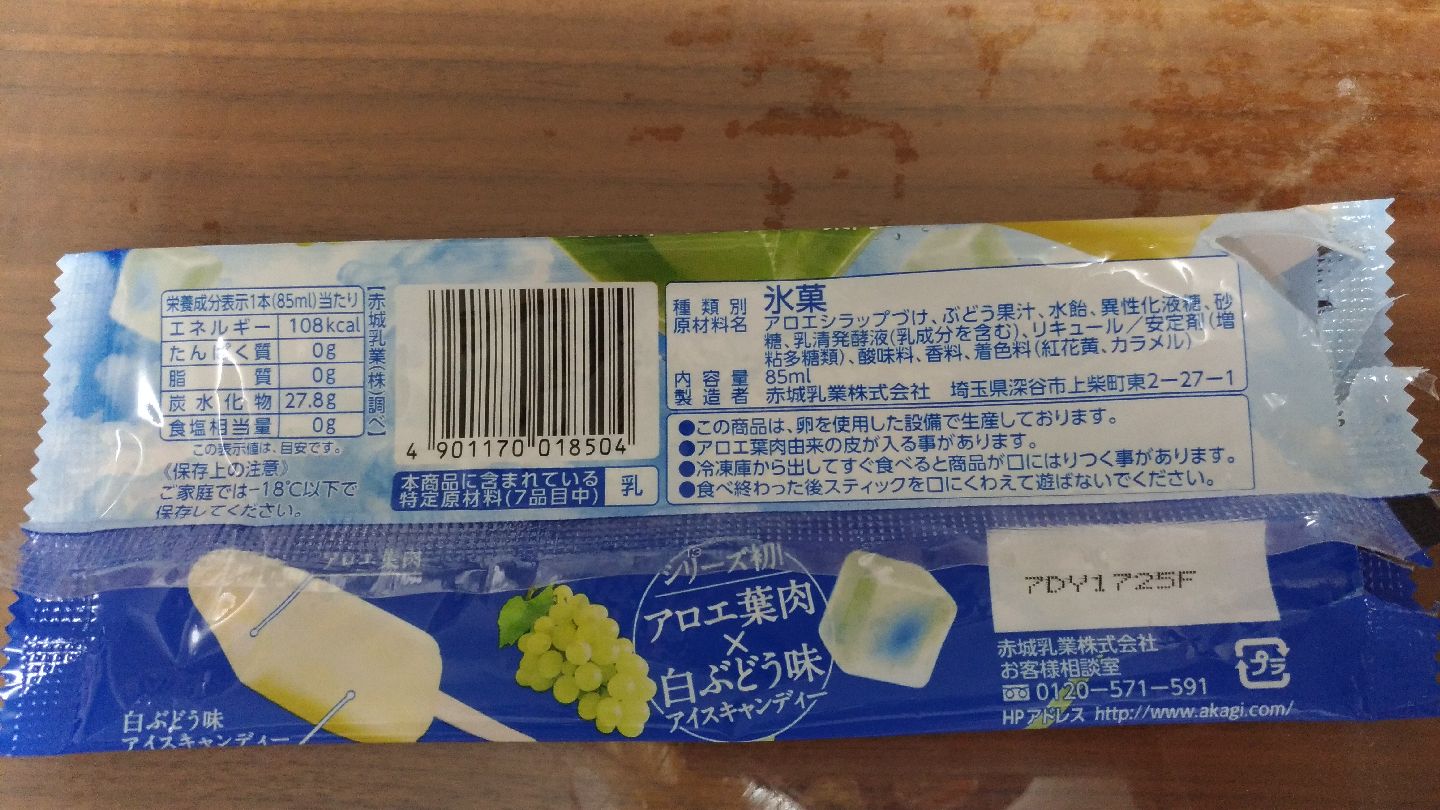 栄養成分表示1本(85ml)当たり
エネルギー 108kcal
たんぱく質 0g
脂質 0g
炭水化物 27.8g
食塩相当量 0g
この表示値は、目安です。
【赤城乳業(株)調べ】
《保存上の注意》
ご家庭では-18℃以下で
保存してください。
4 901170 018504
本商品に含まれている
特定原材料(7品目中)
乳
種類別 氷菓
原材料名 アロエシラップづけ、ぶどう果汁、水飴、異性化液糖、砂
糖、乳清発酵液(乳成分を含む)、リキュール／安定剤(増
粘多糖類)、酸味料、香料、着色料(紅花黄、カラメル)
内容量 85ml
製造者 赤城乳業株式会社 埼玉県深谷市上柴町東2-27-1
●この商品は、卵を使用した設備で生産しております。
●アロエ葉肉由来の皮が入る事があります。
●冷凍庫から出してすぐ食べると商品が口にはりつく事があります。
●食べ終わった後スティックを口にくわえて遊ばないでください。
アロエ葉肉
白ぶどう味
アイスキャンディー
シリーズ初!
アロエ葉肉
×
白ぶどう味
アイスキャンディー
7DY1725F
赤城乳業株式会社
お客様相談室
0120-571-591
HPアドレス http://www.akagi.com/
プラ